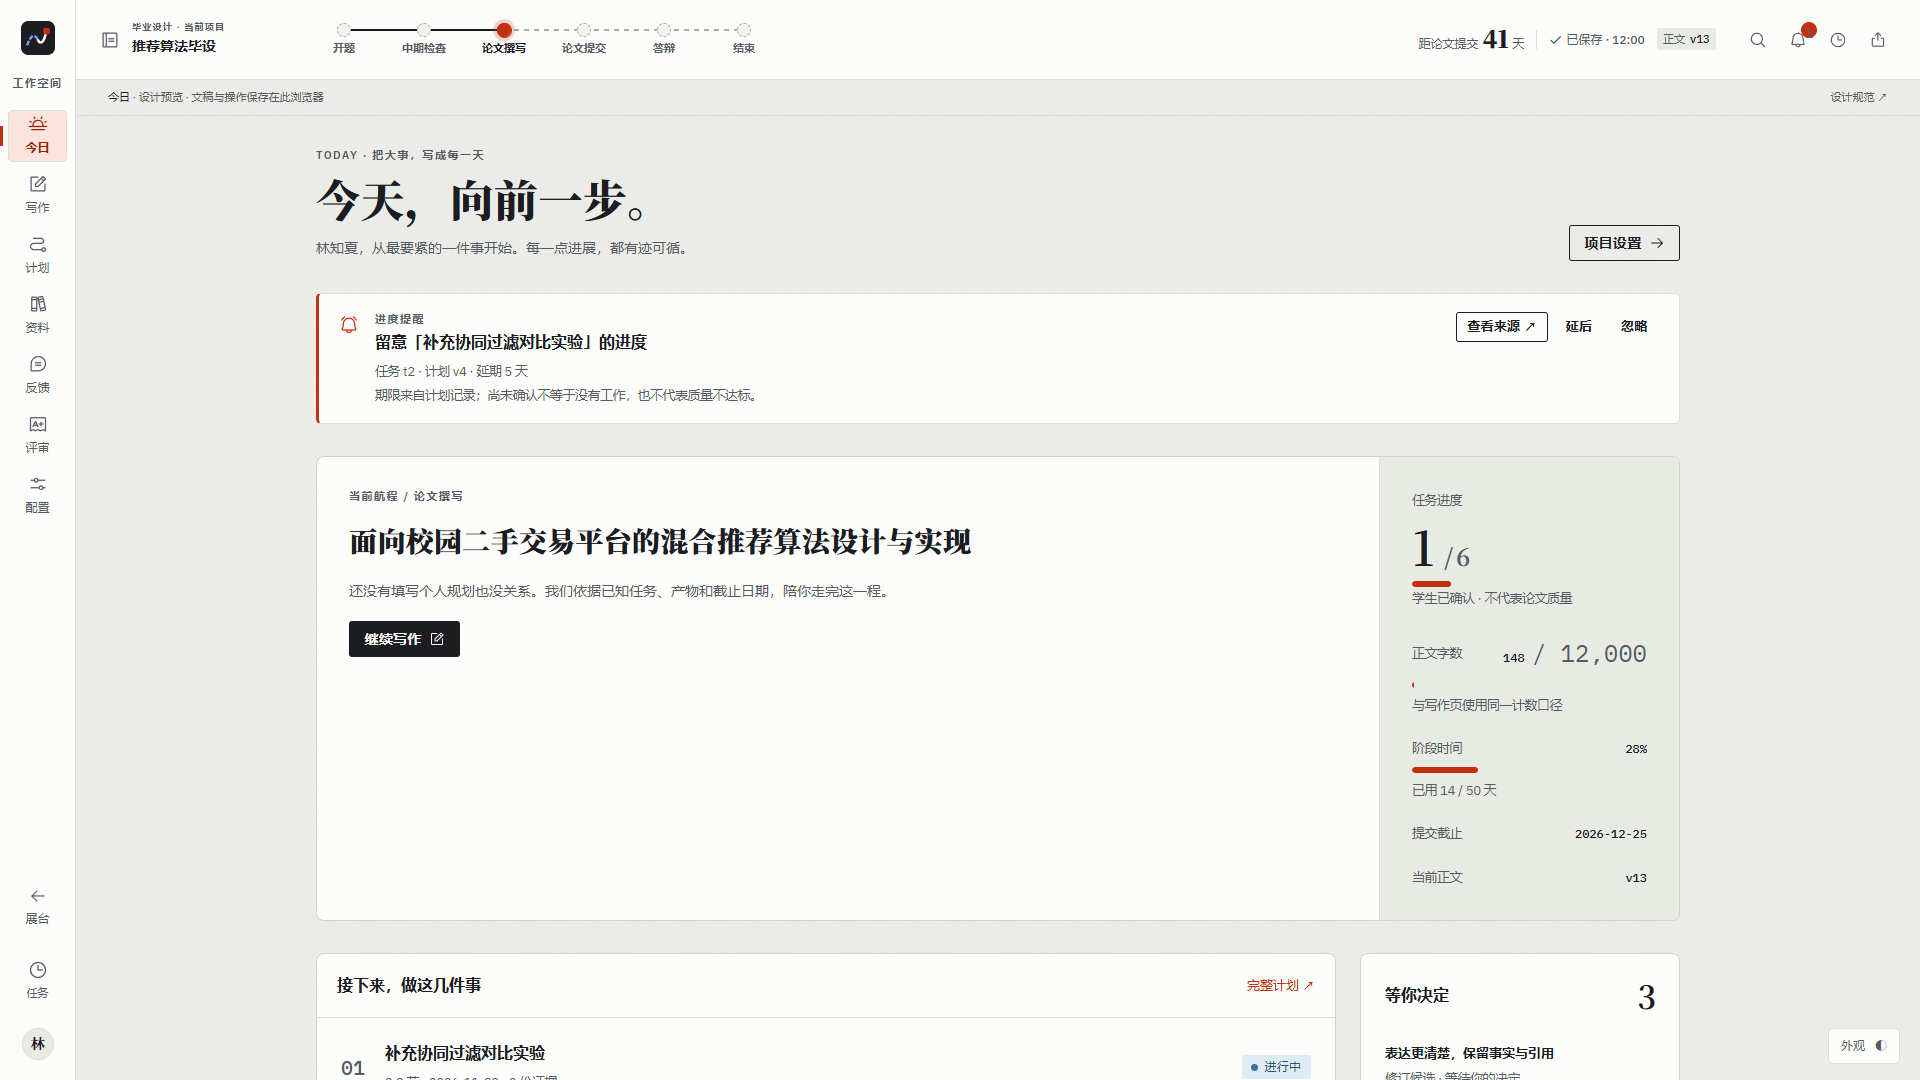 毕业设计 · 当前项目
推荐算法毕设
开题
中期检查
论文撰写
论文提交
答辩
结束
距论文提交 41 天
已保存 · 12:00
正文 v13
工作空间
今日
写作
计划
资料
反馈
评审
配置
展台
任务
林
今日 · 设计预览 · 文稿与操作保存在此浏览器
设计规范 ↗
TODAY · 把大事，写成每一天
今天，向前一步。
林知夏，从最要紧的一件事开始。每一点进展，都有迹可循。
项目设置 →
进度提醒
留意「补充协同过滤对比实验」的进度
任务 t2 · 计划 v4 · 延期 5 天
期限来自计划记录；尚未确认不等于没有工作，也不代表质量不达标。
查看来源 ↗
延后
忽略
当前航程 / 论文撰写
面向校园二手交易平台的混合推荐算法设计与实现
还没有填写个人规划也没关系。我们依据已知任务、产物和截止日期，陪你走完这一程。
继续写作
任务进度
1 /6
学生已确认 · 不代表论文质量
正文字数 148 / 12,000
与写作页使用同一计数口径
阶段时间 28%
已用 14 / 50 天
提交截止 2026-12-25
当前正文 v13
接下来，做这几件事
完整计划 ↗
01
补充协同过滤对比实验
进行中
等你决定 3
表达更清楚，保留事实与引用
修订候选 · 等待你的决定
外观